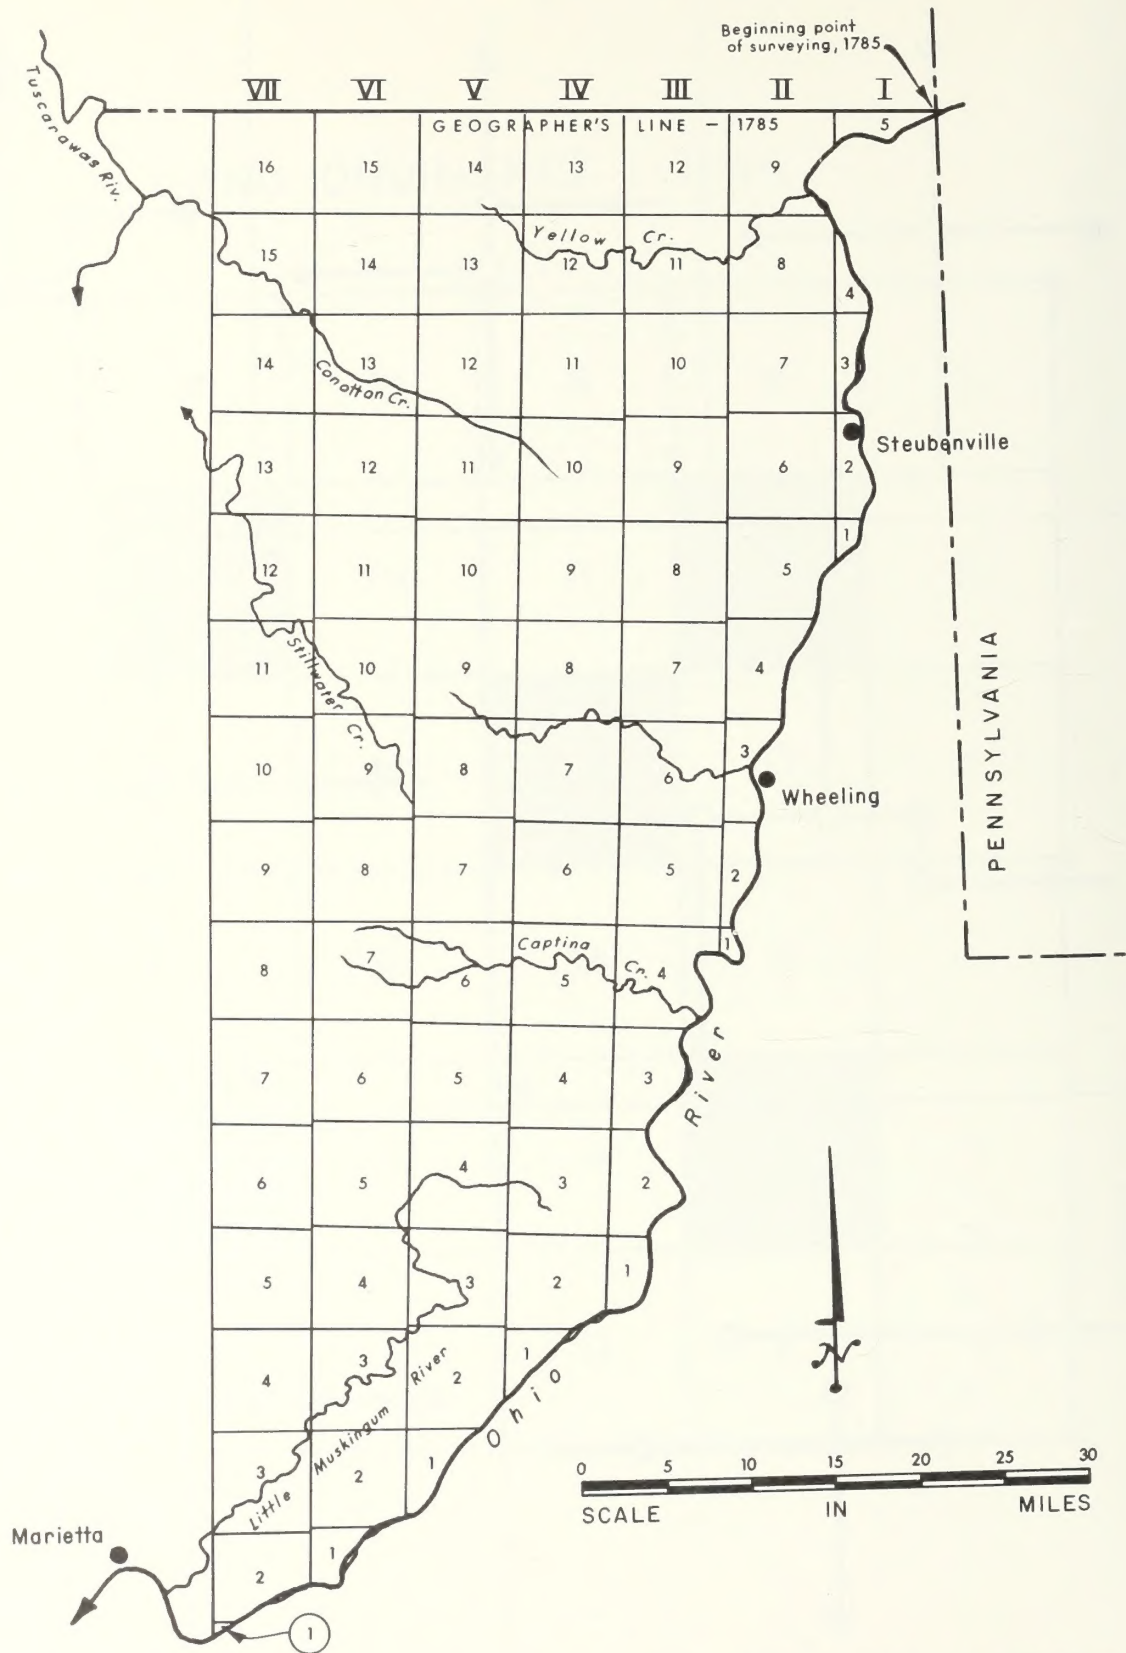 Beginning point
of surveying, 1785
VII VI V IV III II I
GEOGRAPHER'S LINE — 1785 5
Tuscarawas Riv.
16 15 14 13 12 9
Yellow Cr.
15 14 13 12 11 8
4
14 13 12 11 10 7 3
Conotton Cr.
Steubenville
13 12 11 10 9 6 2
1
12 11 10 9 8 5
Stillwater Cr.
11 10 9 8 7 4
PENNSYLVANIA
3
10 9 8 7 6
Wheeling
9 8 7 6 5 2
Captina Cr.
1
8 7 6 5 4
7 6 5 4 3
River
6 5 4 3 2
5 4 3 2 1
4 3 2 1
Little Muskingum River
Ohio
3 2 1
N
0 5 10 15 20 25 30
SCALE IN MILES
Marietta
2 1
1